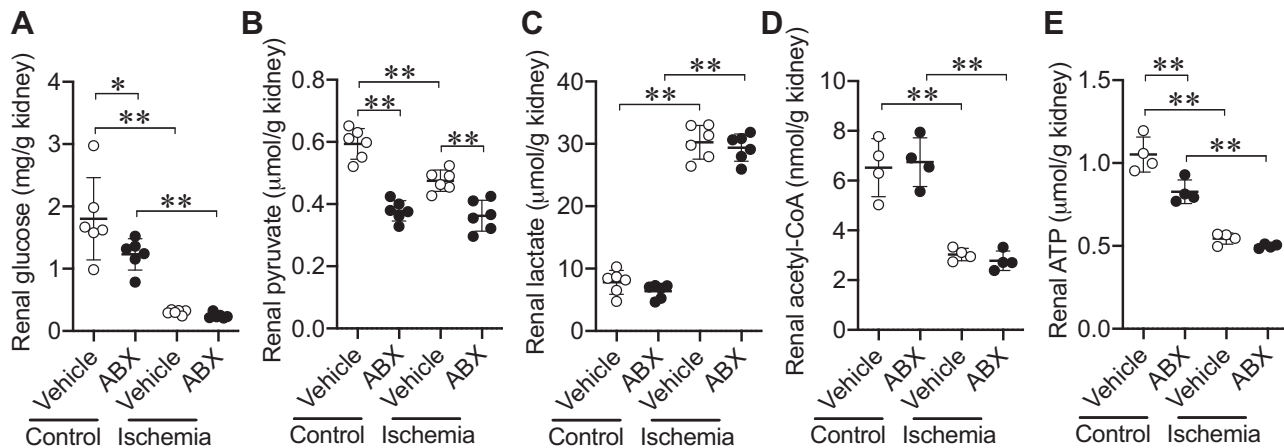 A
Renal glucose (mg/g kidney)
4
3
2
1
0
*
**
**
Vehicle
ABX
Vehicle
ABX
Control
Ischemia
B
Renal pyruvate (μmol/g kidney)
0.8
0.6
0.4
0.2
0.0
**
**
**
Vehicle
ABX
Vehicle
ABX
Control
Ischemia
C
Renal lactate (μmol/g kidney)
40
30
20
10
0
**
**
Vehicle
ABX
Vehicle
ABX
Control
Ischemia
D
Renal acetyl-CoA (nmol/g kidney)
10
8
6
4
2
0
**
**
Vehicle
ABX
Vehicle
ABX
Control
Ischemia
E
Renal ATP (μmol/g kidney)
1.5
1.0
0.5
0.0
**
**
**
Vehicle
ABX
Vehicle
ABX
Control
Ischemia